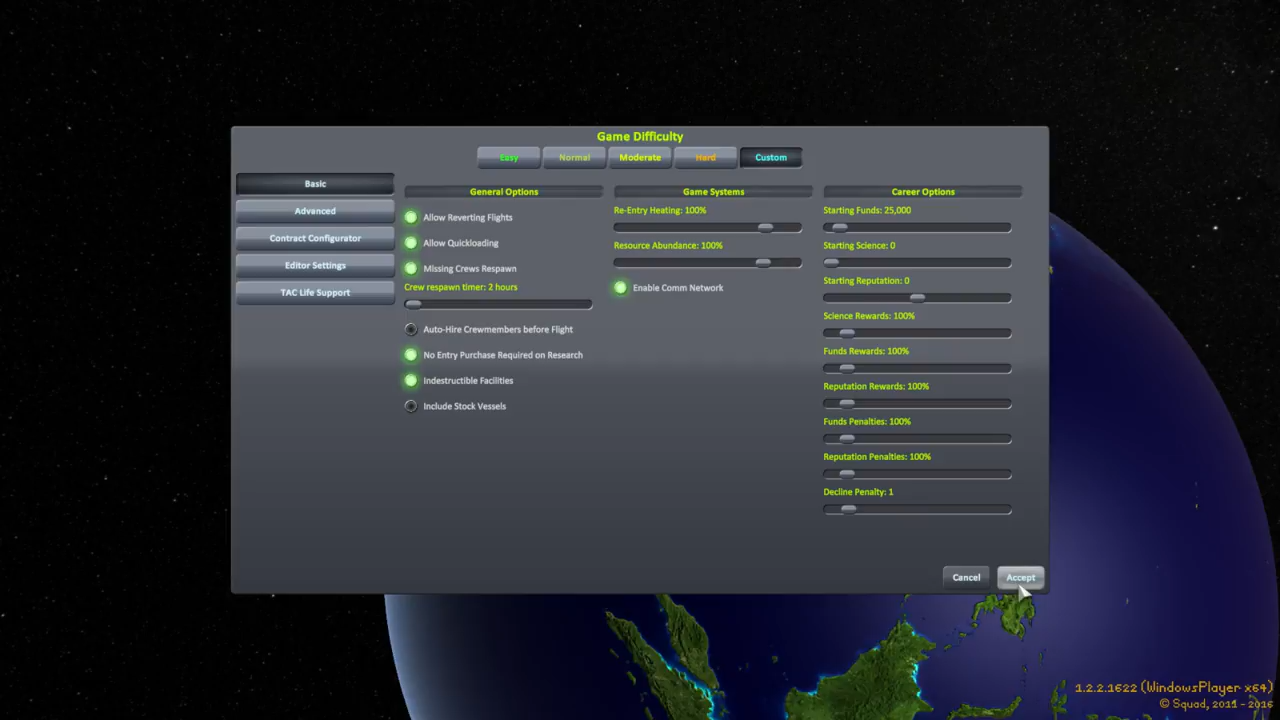 Game Difficulty
Easy
Normal
Moderate
Hard
Custom
Basic
Advanced
Contract Configurator
Editor Settings
TAC Life Support
General Options
Allow Reverting Flights
Allow Quickloading
Missing Crews Respawn
Crew respawn timer: 2 hours
Auto-Hire Crewmembers before Flight
No Entry Purchase Required on Research
Indestructible Facilities
Include Stock Vessels
Game Systems
Re-Entry Heating: 100%
Resource Abundance: 100%
Enable Comm Network
Career Options
Starting Funds: 25,000
Starting Science: 0
Starting Reputation: 0
Science Rewards: 100%
Funds Rewards: 100%
Reputation Rewards: 100%
Funds Penalties: 100%
Reputation Penalties: 100%
Decline Penalty: 1
Cancel
Accept
1.2.2.1622 (WindowsPlayer x64)
© Squad, 2011 - 2016